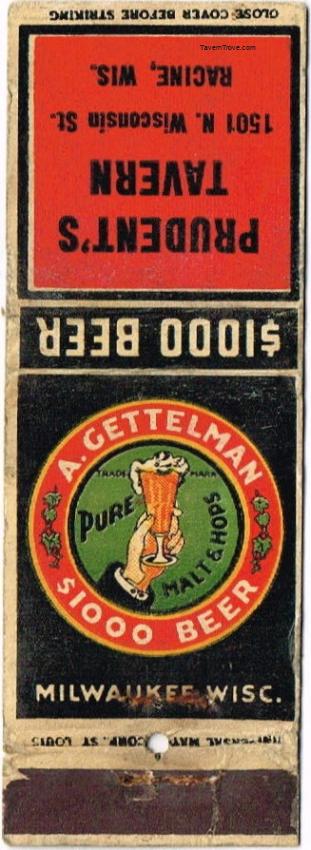 CLOSE COVER BEFORE STRIKING
TavernTrove.com
PRUDENT'S
TAVERN
1501 N. Wisconsin St.
RACINE, WIS.
$1000 BEER
A. GETTELMAN
TRADE MARK
PURE
MALT & HOPS
$1000 BEER
MILWAUKEE, WISC.
UNIVERSAL MATCH CORP. ST LOUIS